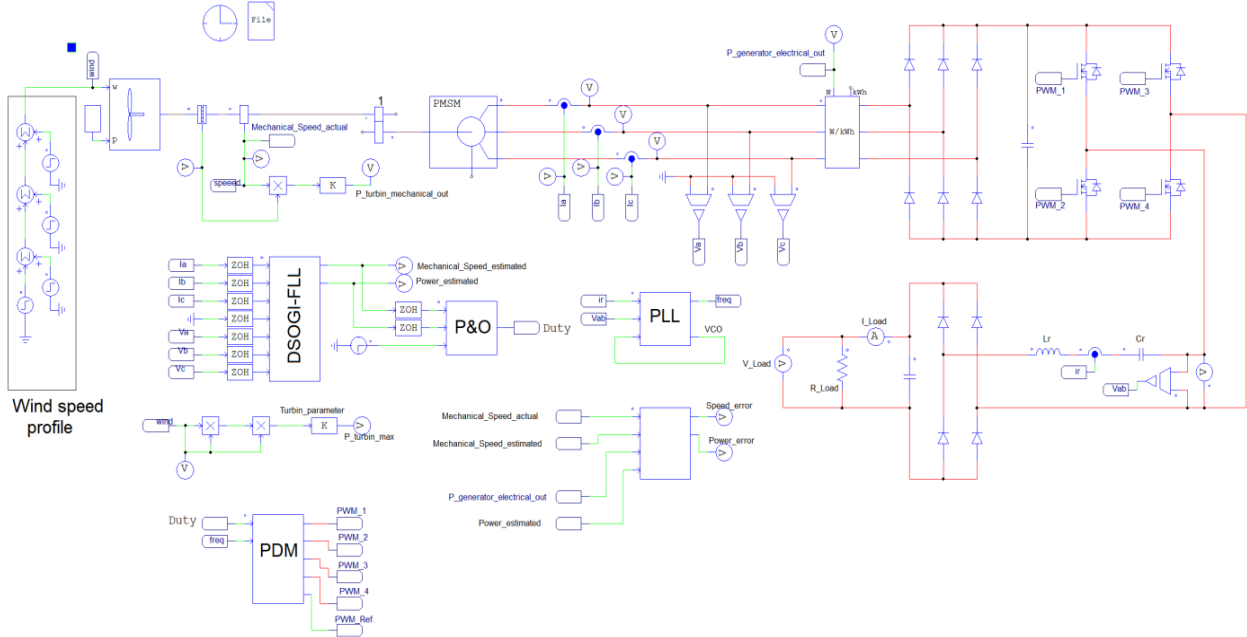 File
wind
w
P
Wind speed
profile
Mechanical_Speed_actual
V
speeed
K
V
P_turbin_mechanical_out
1
PMSM
V
V
V
V
V
V
V
V
Ia
Ib
Ic
Va
Vb
Vc
V
P_generator_electrical_out
W
kWh
W/kWh
PWM_1
PWM_3
PWM_2
PWM_4
Ia
Ib
Ic
Va
Vb
Vc
ZOH
ZOH
ZOH
ZOH
ZOH
ZOH
ZOH
DSOGI-FLL
V
Mechanical_Speed_estimated
V
Power_estimated
ZOH
ZOH
P&O
Duty
ir
Vab
PLL
freq
VCO
I_Load
A
V_Load
V
R_Load
Lr
Cr
ir
Vab
V
wind
Turbin_parameter
K
V
P_turbin_max
V
Mechanical_Speed_actual
Mechanical_Speed_estimated
P_generator_electrical_out
Power_estimated
Speed_error
V
Power_error
V
Duty
freq
PDM
PWM_1
PWM_2
PWM_3
PWM_4
PWM_Ref.